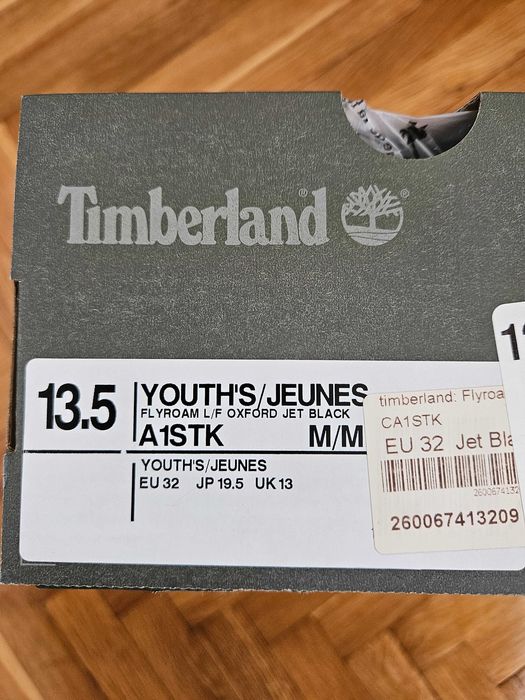 Timberland ®
®
13.5
YOUTH'S/JEUNES
FLYROAM L/F OXFORD JET BLACK
A1STK M/M
YOUTH'S/JEUNES
EU 32 JP 19.5 UK 13
timberland: Flyroa
CA1STK
EU 32 Jet Bla
260067413209